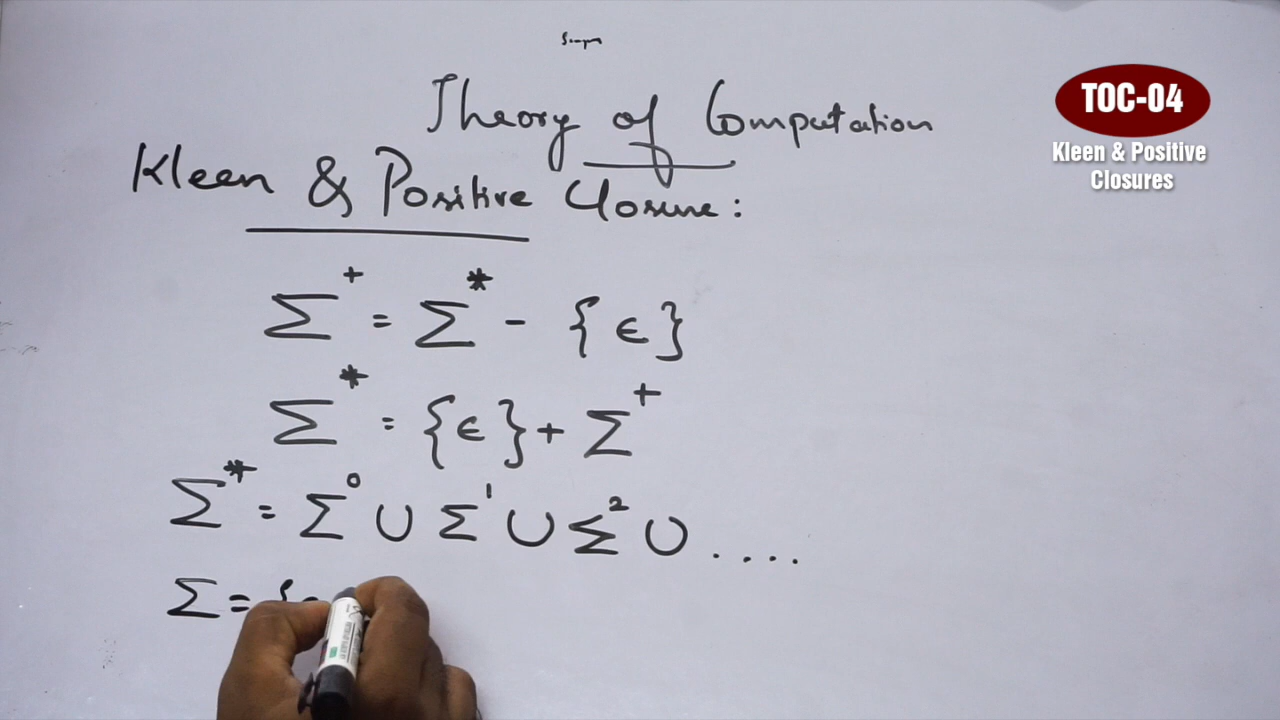 Theory of Computation
TOC-04
Kleen & Positive
Closures
Kleen & Positive Closure:
Σ⁺ = Σ* - {ϵ}
Σ* = {ϵ} + Σ⁺
Σ* = Σ⁰ ∪ Σ¹ ∪ Σ² ∪ ....
Σ = {